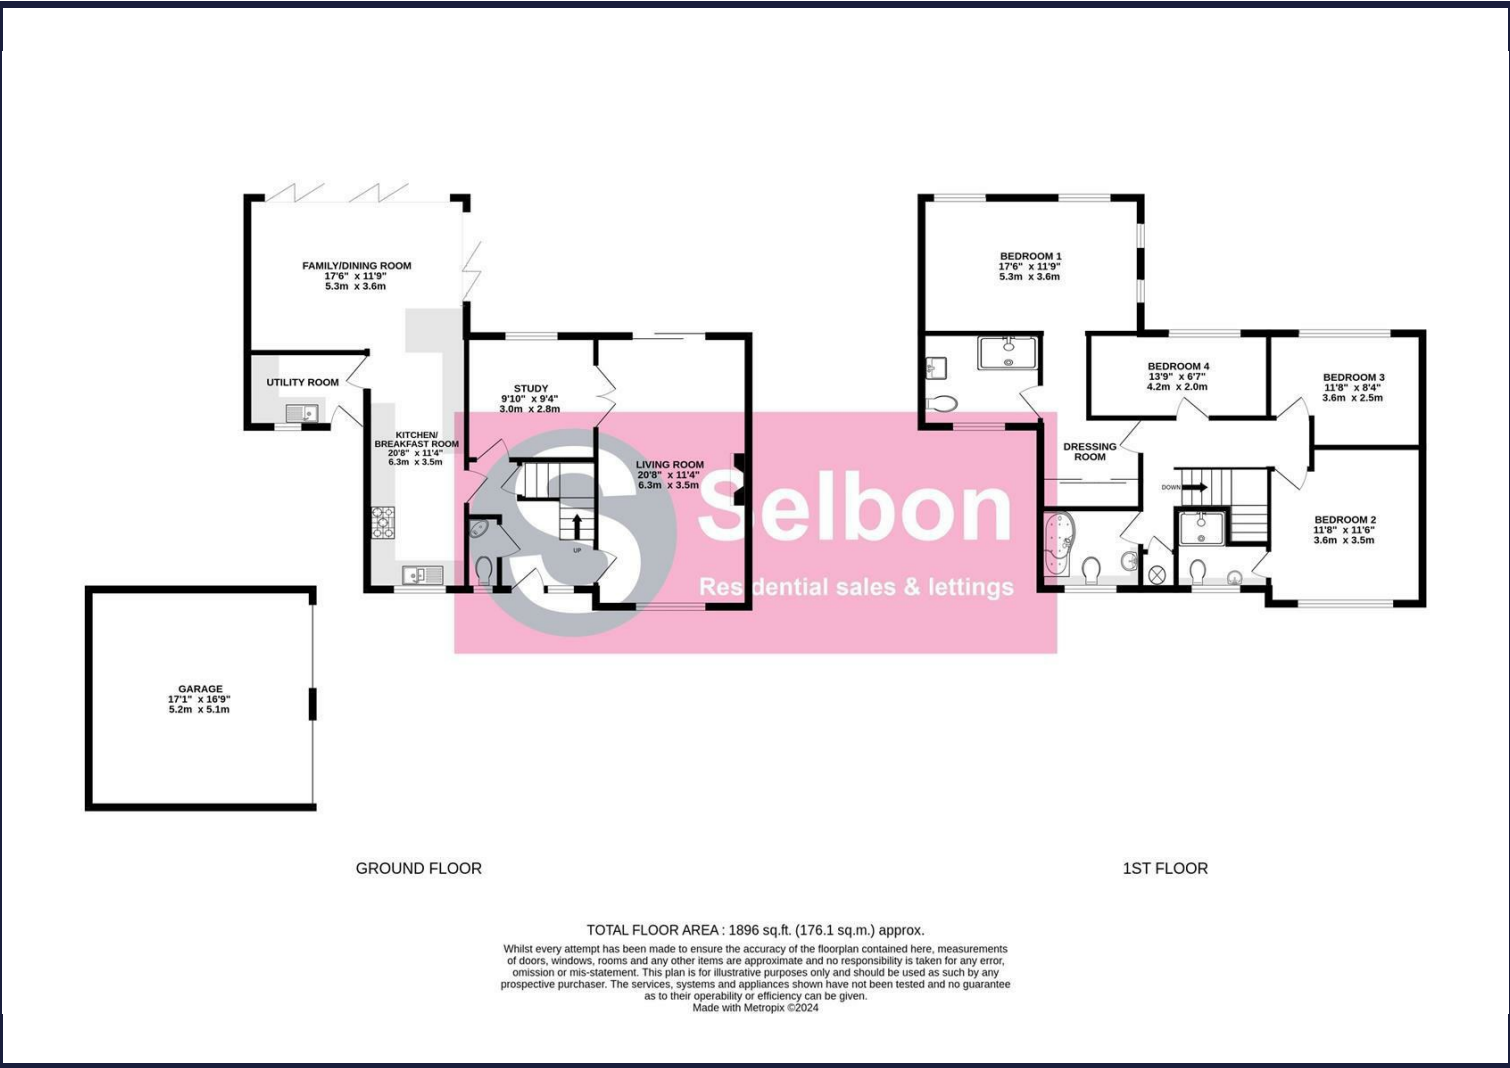 FAMILY/DINING ROOM
17'6" x 11'9"
5.3m x 3.6m
UTILITY ROOM
STUDY
9'10" x 9'4"
3.0m x 2.8m
KITCHEN/
BREAKFAST ROOM
20'8" x 11'4"
6.3m x 3.5m
LIVING ROOM
20'8" x 11'4"
6.3m x 3.5m
UP
GARAGE
17'1" x 16'9"
5.2m x 5.1m
BEDROOM 1
17'6" x 11'9"
5.3m x 3.6m
BEDROOM 4
13'9" x 6'7"
4.2m x 2.0m
BEDROOM 3
11'8" x 8'4"
3.6m x 2.5m
DRESSING
ROOM
DOWN
BEDROOM 2
11'8" x 11'6"
3.6m x 3.5m
S
Selbon
Residential sales & lettings
GROUND FLOOR
1ST FLOOR
TOTAL FLOOR AREA : 1896 sq.ft. (176.1 sq.m.) approx.
Whilst every attempt has been made to ensure the accuracy of the floorplan contained here, measurements
of doors, windows, rooms and any other items are approximate and no responsibility is taken for any error,
omission or mis-statement. This plan is for illustrative purposes only and should be used as such by any
prospective purchaser. The services, systems and appliances shown have not been tested and no guarantee
as to their operability or efficiency can be given.
Made with Metropix ©2024